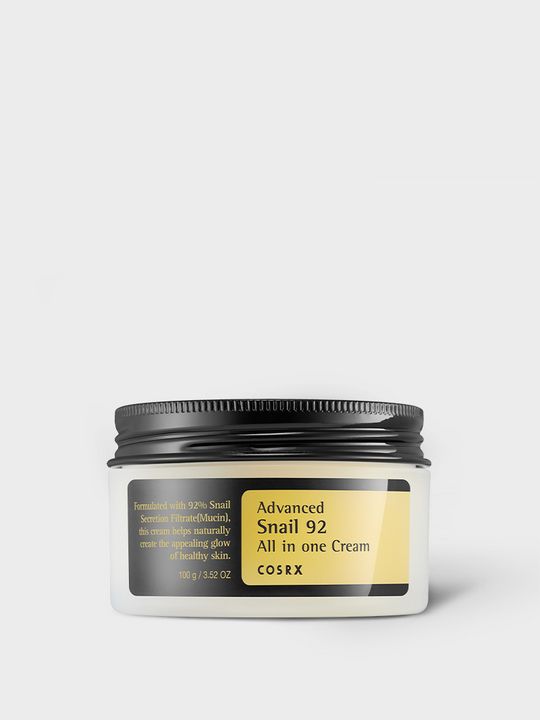 Formulated with 92% Snail
Secretion Filtrate(Mucin),
this cream helps naturally
create the appealing glow
of healthy skin.
100 g / 3.52 OZ
Advanced
Snail 92
All in one Cream
COSRX